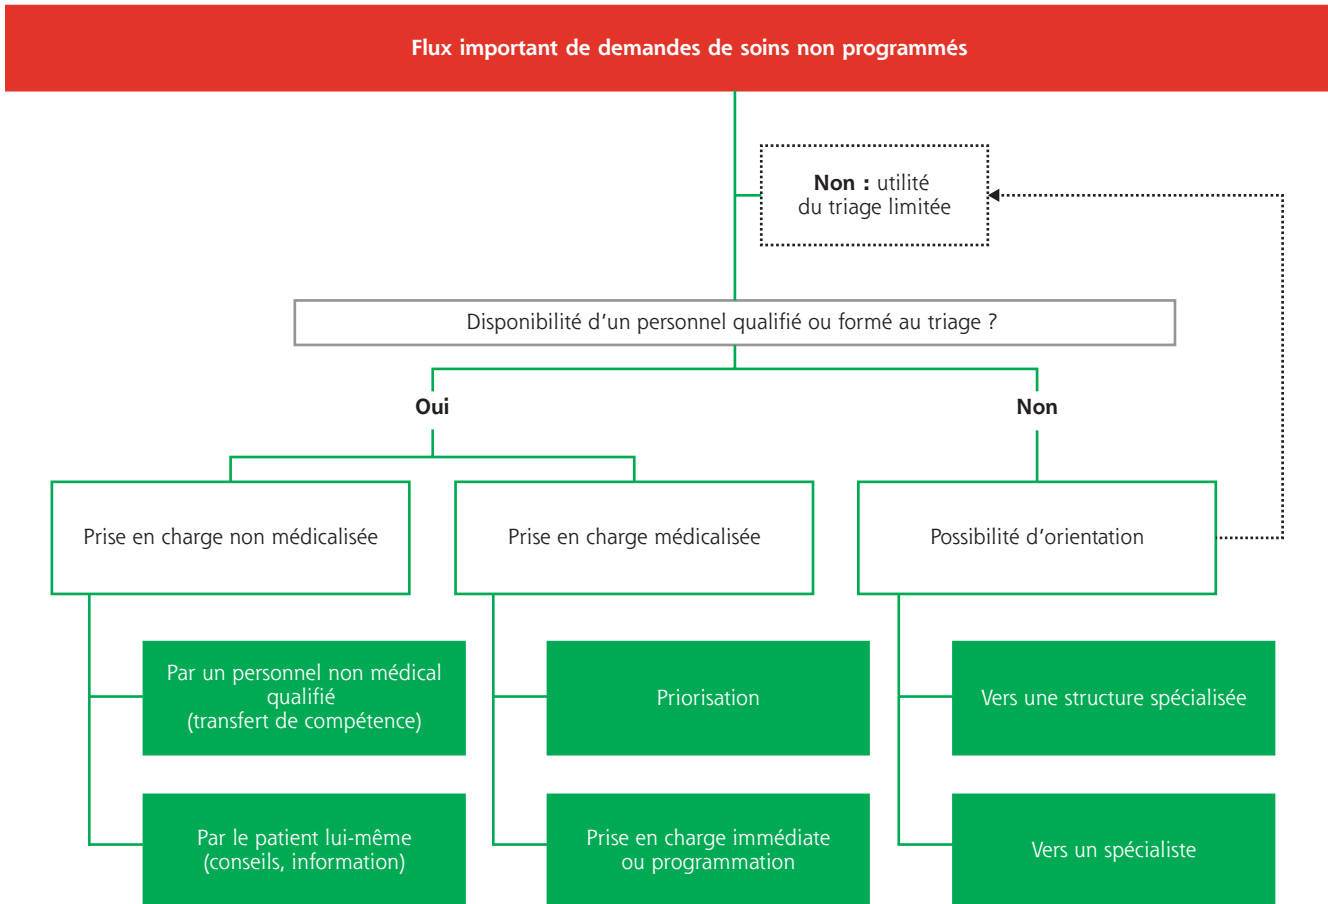 Flux important de demandes de soins non programmés
Non : utilité
du triage limitée
Disponibilité d’un personnel qualifié ou formé au triage ?
Oui
Non
Prise en charge non médicalisée
Prise en charge médicalisée
Possibilité d'orientation
Par un personnel non médical
qualifié
(transfert de compétence)
Priorisation
Vers une structure spécialisée
Par le patient lui-même
(conseils, information)
Prise en charge immédiate
ou programmation
Vers un spécialiste